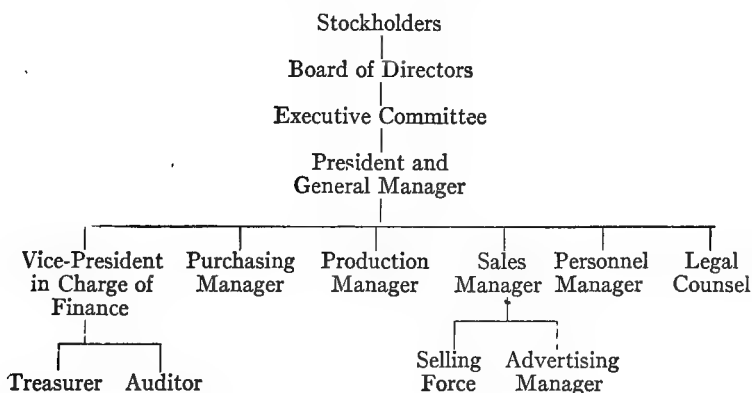 Stockholders
Board of Directors
Executive Committee
President and
General Manager
Vice-President
in Charge of
Finance
Purchasing
Manager
Production
Manager
Sales
Manager
Personnel
Manager
Legal
Counsel
Treasurer
Auditor
Selling
Force
Advertising
Manager